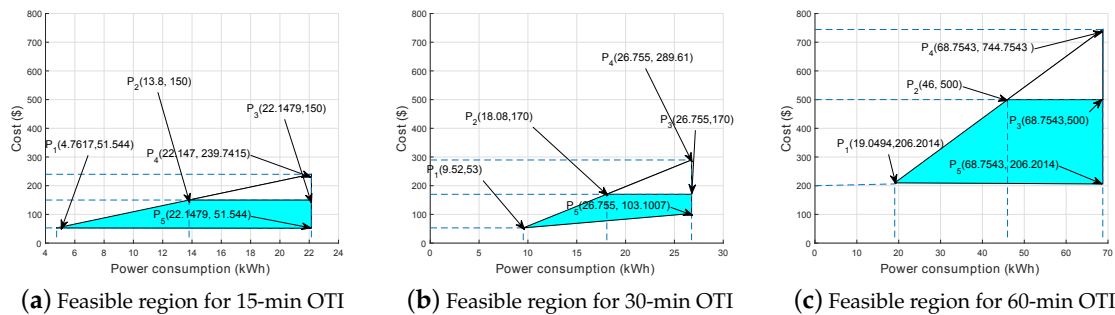 800
700
600
500
400
300
200
100
0
Cost ($)
P2(13.8, 150)
P3(22.1479,150)
P1(4.7617,51.544)
P4(22.147, 239.7415)
P5(22.1479, 51.544)
4 6 8 10 12 14 16 18 20 22 24
Power consumption (kWh)
(a) Feasible region for 15-min OTI
800
700
600
500
400
300
200
100
0
Cost ($)
P4(26.755, 289.61)
P2(18.08,170)
P3(26.755,170)
P1(9.52,53)
P5(26.755, 103.1007)
0 5 10 15 20 25 30
Power consumption (kWh)
(b) Feasible region for 30-min OTI
800
700
600
500
400
300
200
100
0
Cost ($)
P4(68.7543, 744.7543 )
P2(46, 500)
P3(68.7543,500)
P1(19.0494,206.2014)
P5(68.7543, 206.2014)
0 10 20 30 40 50 60 70
Power consumption (kWh)
(c) Feasible region for 60-min OTI